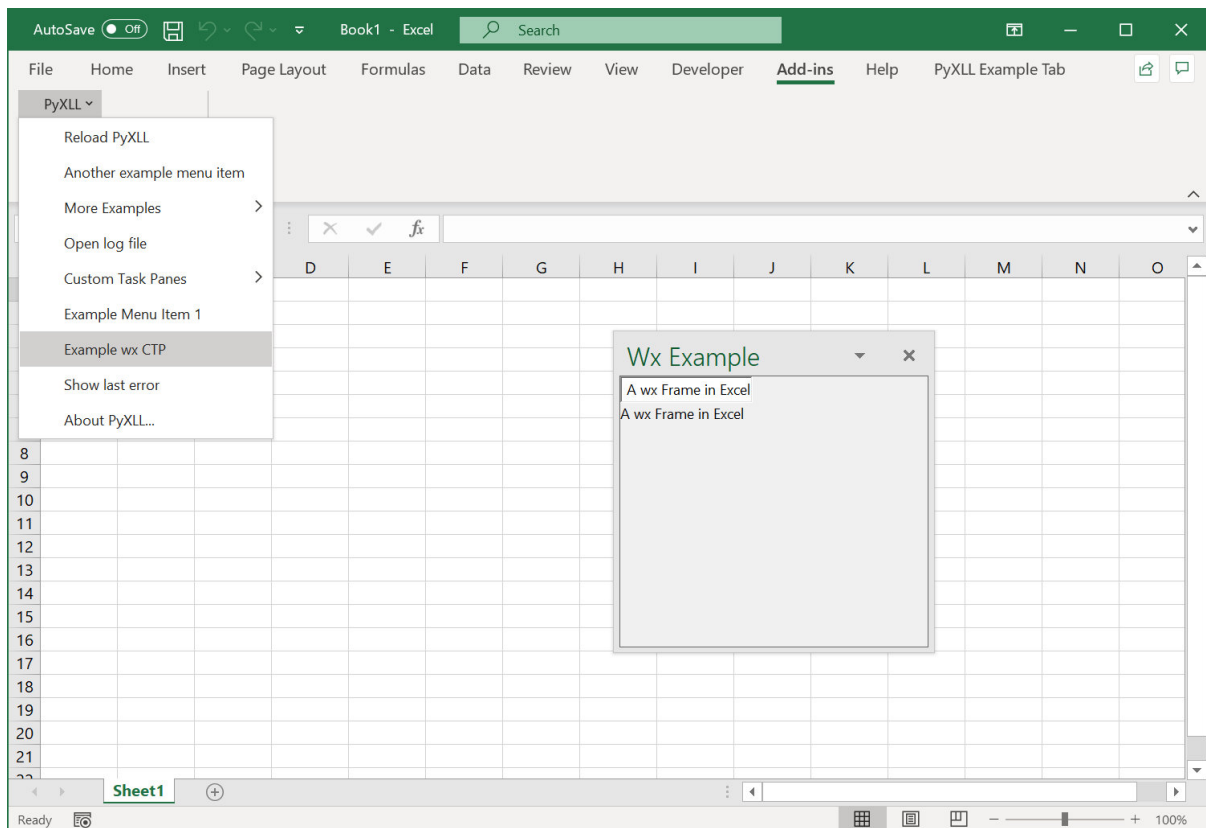 AutoSave Off Book1 - Excel Search
File Home Insert Page Layout Formulas Data Review View Developer Add-ins Help PyXLL Example Tab
PyXLL
Reload PyXLL
Another example menu item
More Examples
Open log file
Custom Task Panes
Example Menu Item 1
Example wx CTP
Show last error
About PyXLL...
fx
D E F G H I J K L M N O
Wx Example
A wx Frame in Excel
A wx Frame in Excel
8
9
10
11
12
13
14
15
16
17
18
19
20
21
Sheet1
Ready 100%